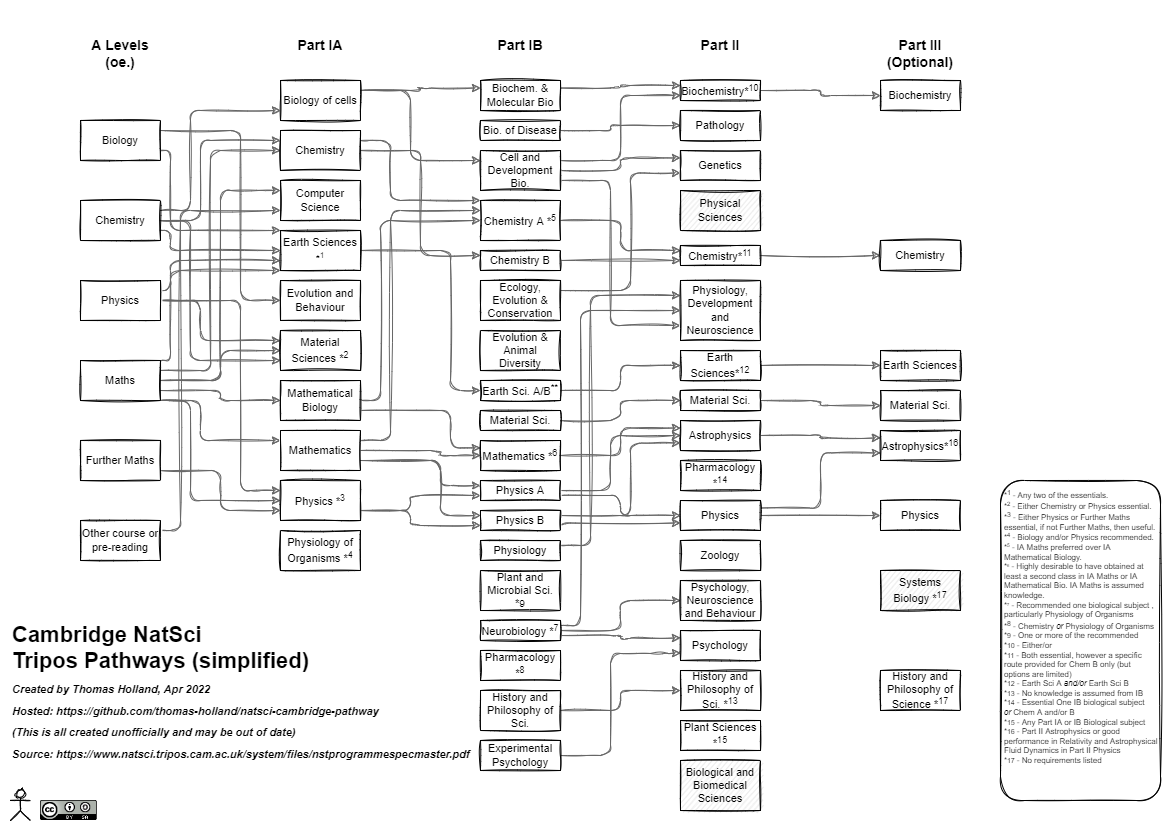 A Levels
(oe.)
Part IA
Part IB
Part II
Part III
(Optional)
Biology
Chemistry
Physics
Maths
Further Maths
Other course or
pre-reading
Biology of cells
Chemistry
Computer
Science
Earth Sciences
*1
Evolution and
Behaviour
Material
Sciences *2
Mathematical
Biology
Mathematics
Physics *3
Physiology of
Organisms *4
Biochem. &
Molecular Bio
Bio. of Disease
Cell and
Development
Bio.
Chemistry A *5
Chemistry B
Ecology,
Evolution &
Conservation
Evolution &
Animal
Diversity
Earth Sci. A/B**
Material Sci.
Mathematics *6
Physics A
Physics B
Physiology
Plant and
Microbial Sci.
*9
Neurobiology *7
Pharmacology
*8
History and
Philosophy of
Sci.
Experimental
Psychology
Biochemistry*10
Pathology
Genetics
Physical
Sciences
Chemistry*11
Physiology,
Development
and
Neuroscience
Earth
Sciences*12
Material Sci.
Astrophysics
Pharmacology
*14
Physics
Zoology
Psychology,
Neuroscience
and Behaviour
Psychology
History and
Philosophy of
Sci. *13
Plant Sciences
*15
Biological and
Biomedical
Sciences
Biochemistry
Chemistry
Earth Sciences
Material Sci.
Astrophysics*16
Physics
Systems
Biology *17
History and
Philosophy of
Science *17
*1 - Any two of the essentials.
*2 - Either Chemistry or Physics essential.
*3 - Either Physics or Further Maths
essential, if not Further Maths, then useful.
*4 - Biology and/or Physics recommended.
*5 - IA Maths preferred over IA
Mathematical Biology.
*6 - Highly desirable to have obtained at
least a second class in IA Maths or IA
Mathematical Bio. IA Maths is assumed
knowledge.
*7 - Recommended one biological subject ,
particularly Physiology of Organisms
*8 - Chemistry or Physiology of Organisms
*9 - One or more of the recommended
*10 - Either/or
*11 - Both essential, however a specific
route provided for Chem B only (but
options are limited)
*12 - Earth Sci A and/or Earth Sci B
*13 - No knowledge is assumed from IB
*14 - Essential One IB biological subject
or Chem A and/or B
*15 - Any Part IA or IB Biological subject
*16 - Part II Astrophysics or good
performance in Relativity and Astrophysical
Fluid Dynamics in Part II Physics
*17 - No requirements listed
Cambridge NatSci
Tripos Pathways (simplified)
Created by Thomas Holland, Apr 2022
Hosted: https://github.com/thomas-holland/natsci-cambridge-pathway
(This is all created unofficially and may be out of date)
Source: https://www.natsci.tripos.cam.ac.uk/system/files/nstprogrammespecmaster.pdf
CC
BY SA